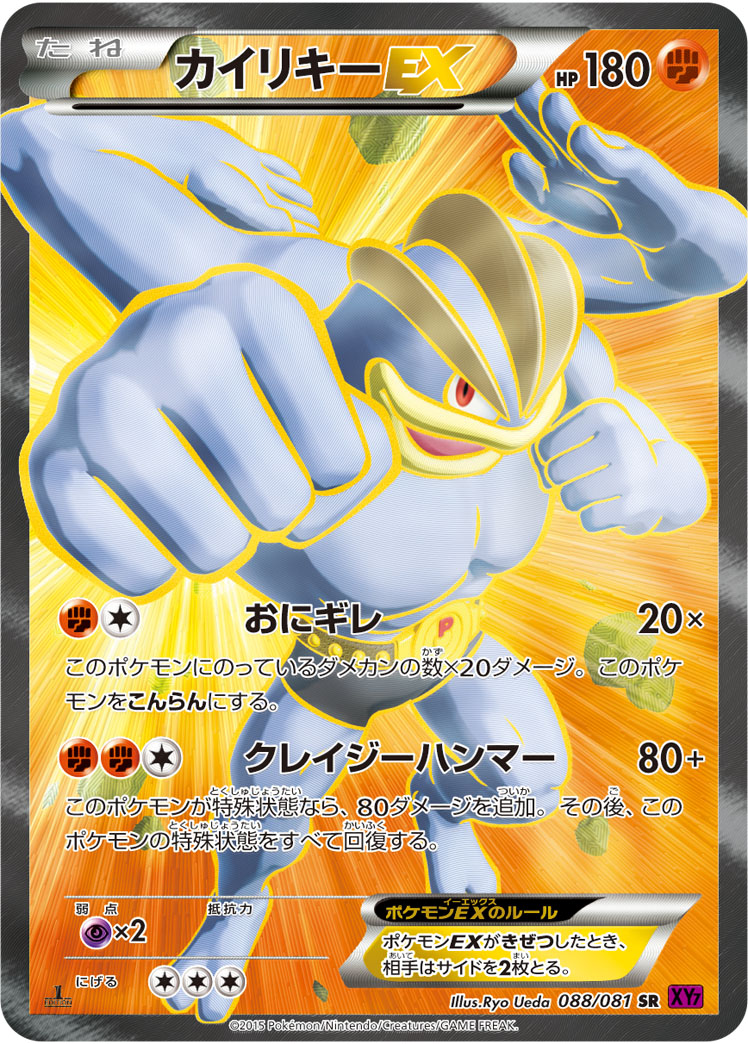 たね
カイリキーEX
HP180
おにギレ 20×
このポケモンにのっているダメカンの数×20ダメージ。このポケ
モンをこんらんにする。
クレイジーハンマー 80+
このポケモンが特殊状態なら、80ダメージを追加。その後、この
ポケモンの特殊状態をすべて回復する。
弱点 抵抗力
×2
にげる
ポケモンEXのルール
ポケモンEXがきぜつしたとき、
相手はサイドを2枚とる。
1 EDITION
Illus.Ryo Ueda 088/081 SR XY7
©2015 Pokémon/Nintendo/Creatures/GAME FREAK.